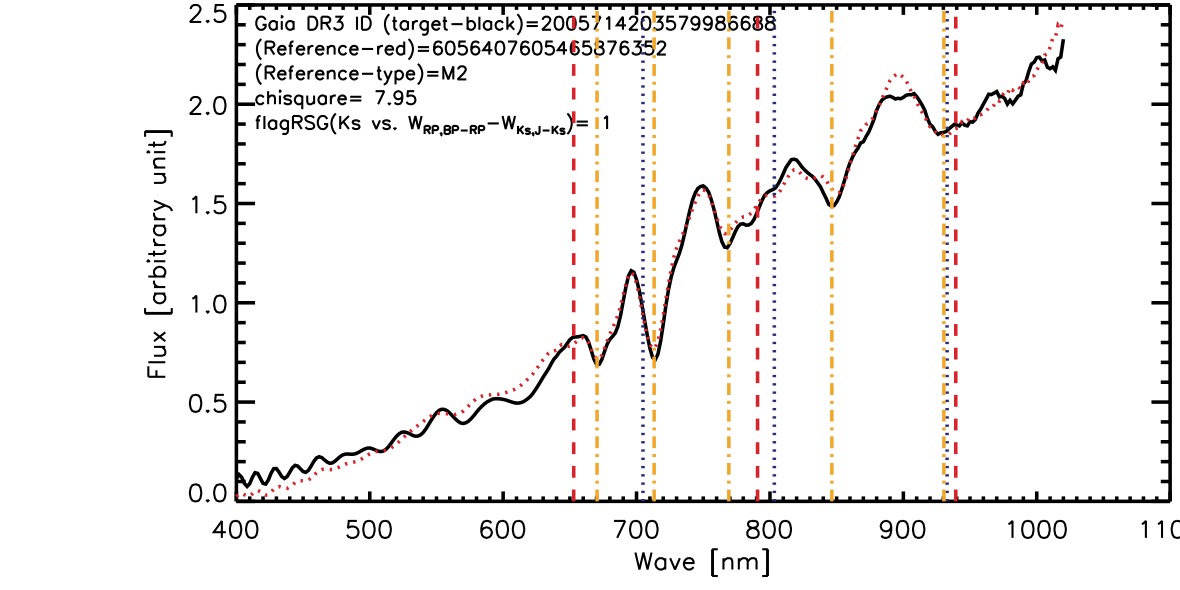 Gaia DR3 ID (target-black)=2005714203579986688
(Reference-red)=6056407605465876352
(Reference-type)=M2
chisquare= 7.95
flagRSG(Ks vs. W_RP,BP-RP-W_Ks,J-Ks)= 1
2.5
2.0
1.5
1.0
0.5
0.0
Flux [arbitrary unit]
400 500 600 700 800 900 1000 110
Wave [nm]